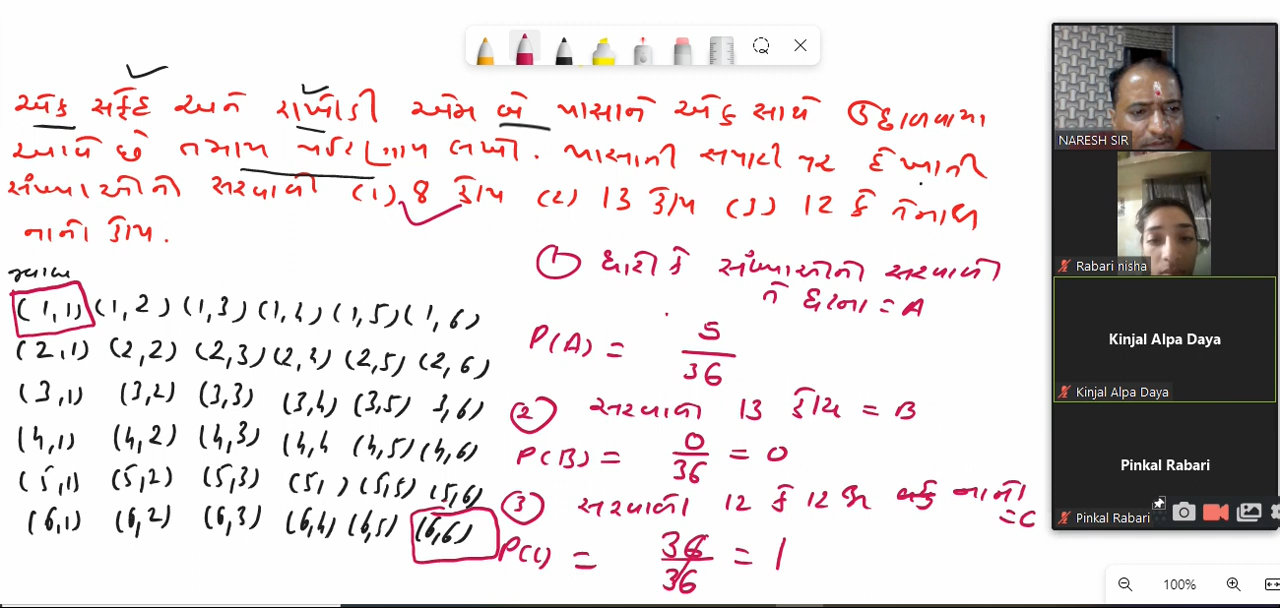 એક સફેદ અને રાખોડી એમ બે પાસાને એક સાથે ઉછાળવામા
આવે છે તમામ પરિણામ લખો. પાસાની સપાટી પર દેખાતી
સંખ્યાઓનો સરવાળો (1) 8 હોય (2) 13 હોય (3) 12 કે તેનાથી
નાનો હોય.
જવાબ
(1,1) (1,2) (1,3) (1,4) (1,5) (1,6)
(2,1) (2,2) (2,3) (2,4) (2,5) (2,6)
(3,1) (3,2) (3,3) (3,4) (3,5) 3,6)
(4,1) (4,2) (4,3) (4,4 (4,5) (4,6)
(5,1) (5,2) (5,3) (5, ) (5,5) (5,6)
(6,1) (6,2) (6,3) (6,4) (6,5) (6,6)
1 ધારો કે સંખ્યાઓનો સરવાળો
તે ઘટના = A
P(A) = 5/36
2 સરવાળો 13 હોય = B
P(B) = 0/36 = 0
3 સરવાળો 12 કે 12 નાનો
= C
P(C) = 36/36 = 1
NARESH SIR
Rabari nisha
Kinjal Alpa Daya
Kinjal Alpa Daya
Pinkal Rabari
Pinkal Rabari
100%